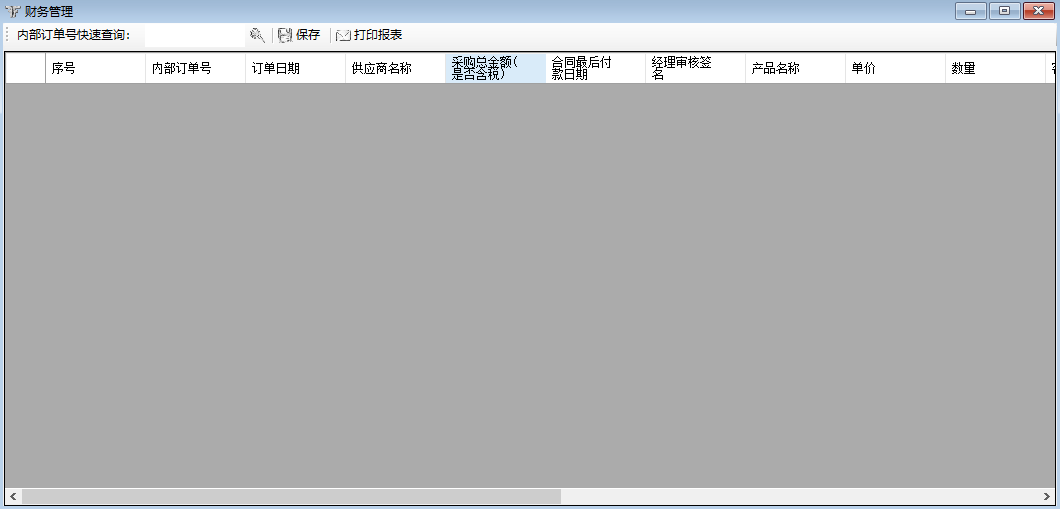 财务管理
内部订单号快速查询：
保存
打印报表
序号
内部订单号
订单日期
供应商名称
采购总金额(
是否含税)
合同最后付
款日期
经理审核签
名
产品名称
单价
数量